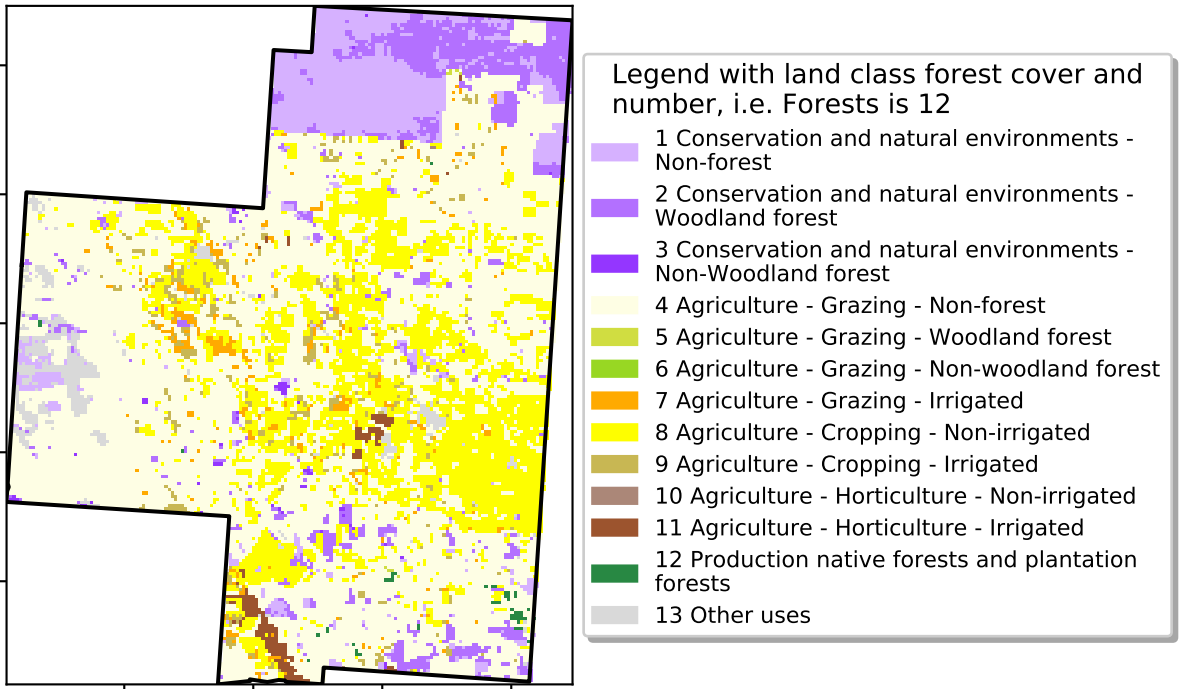 Legend with land class forest cover and
number, i.e. Forests is 12
1 Conservation and natural environments -
Non-forest
2 Conservation and natural environments -
Woodland forest
3 Conservation and natural environments -
Non-Woodland forest
4 Agriculture - Grazing - Non-forest
5 Agriculture - Grazing - Woodland forest
6 Agriculture - Grazing - Non-woodland forest
7 Agriculture - Grazing - Irrigated
8 Agriculture - Cropping - Non-irrigated
9 Agriculture - Cropping - Irrigated
10 Agriculture - Horticulture - Non-irrigated
11 Agriculture - Horticulture - Irrigated
12 Production native forests and plantation
forests
13 Other uses